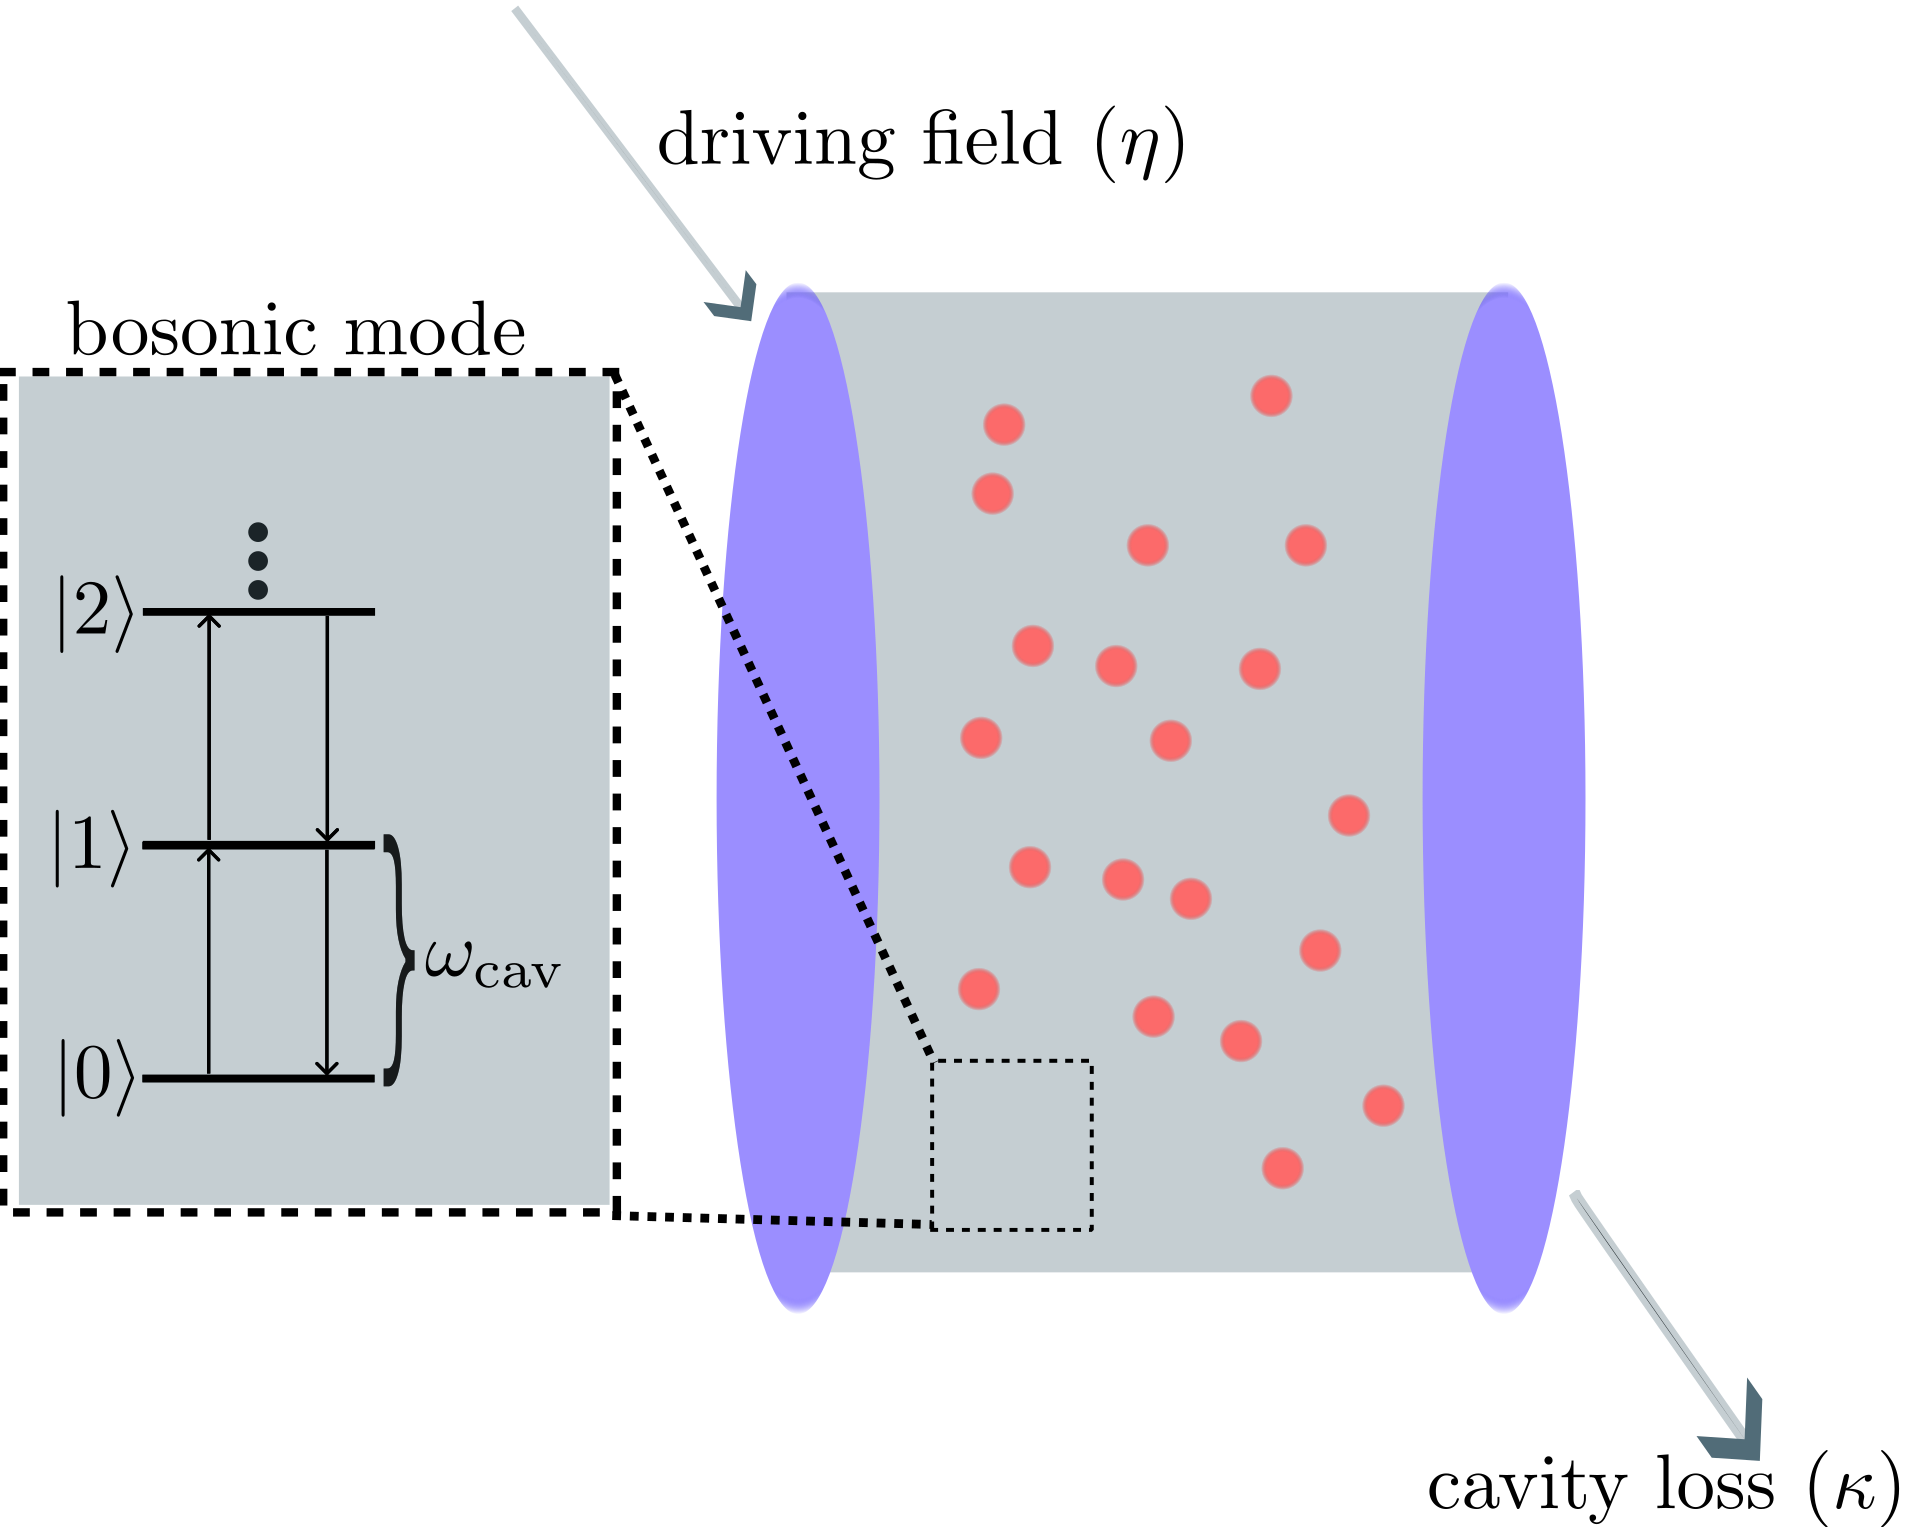 driving field (η)
bosonic mode
|2⟩
|1⟩
ω_cav
|0⟩
cavity loss (κ)